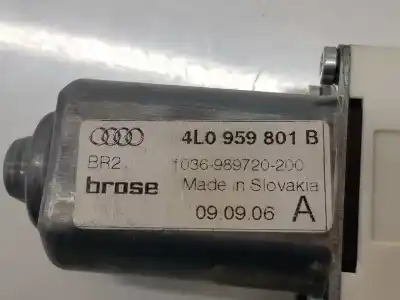 4L0 959 801 B
BR2. 1036-989720-200
brose Made in Slovakia
09.09.06 A